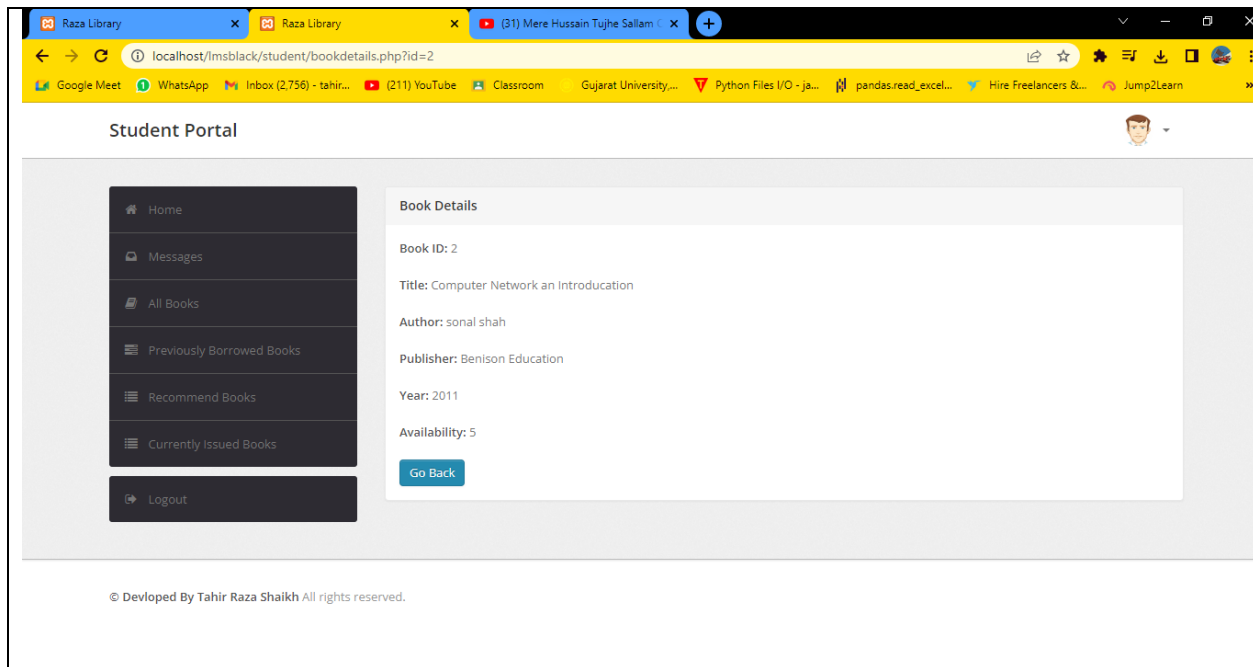 Raza Library
Raza Library
(31) Mere Hussain Tujhe Sallam
localhost/lmsblack/student/bookdetails.php?id=2
Google Meet WhatsApp Inbox (2,756) - tahir... (211) YouTube Classroom Gujarat University,... Python Files I/O - ja... pandas.read_excel... Hire Freelancers &... Jump2Learn »
Student Portal
Home
Messages
All Books
Previously Borrowed Books
Recommend Books
Currently Issued Books
Logout
Book Details
Book ID: 2
Title: Computer Network an Introducation
Author: sonal shah
Publisher: Benison Education
Year: 2011
Availability: 5
Go Back
© Devloped By Tahir Raza Shaikh All rights reserved.